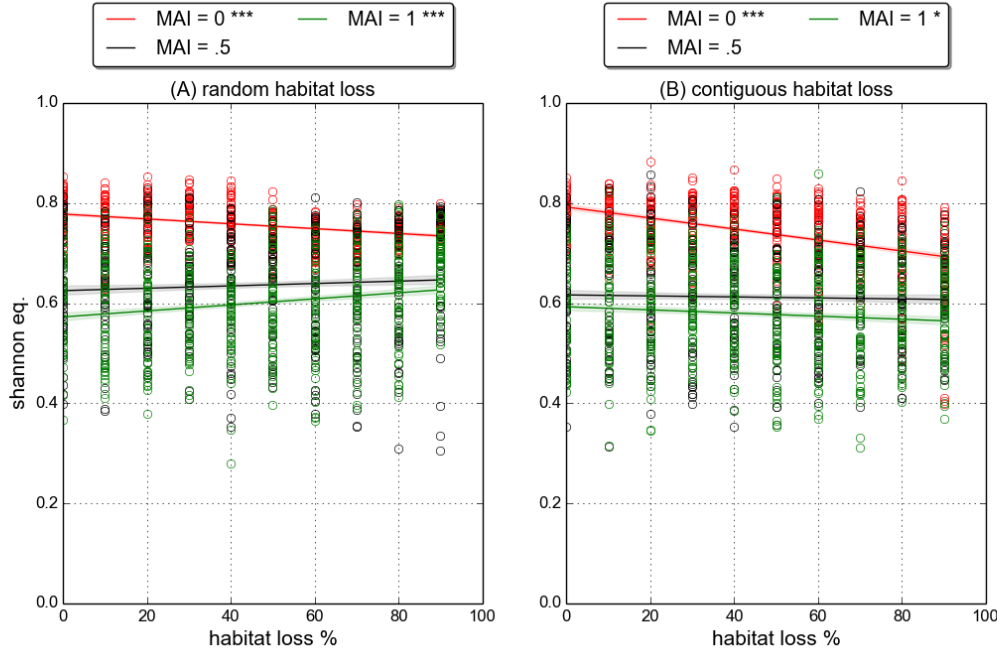 MAI = 0 ***
MAI = 1 ***
MAI = .5
MAI = 0 ***
MAI = 1 *
MAI = .5
(A) random habitat loss
(B) contiguous habitat loss
shannon eq.
1.0
0.8
0.6
0.4
0.2
0.0
0 20 40 60 80 100
habitat loss %
1.0
0.8
0.6
0.4
0.2
0.0
0 20 40 60 80 100
habitat loss %